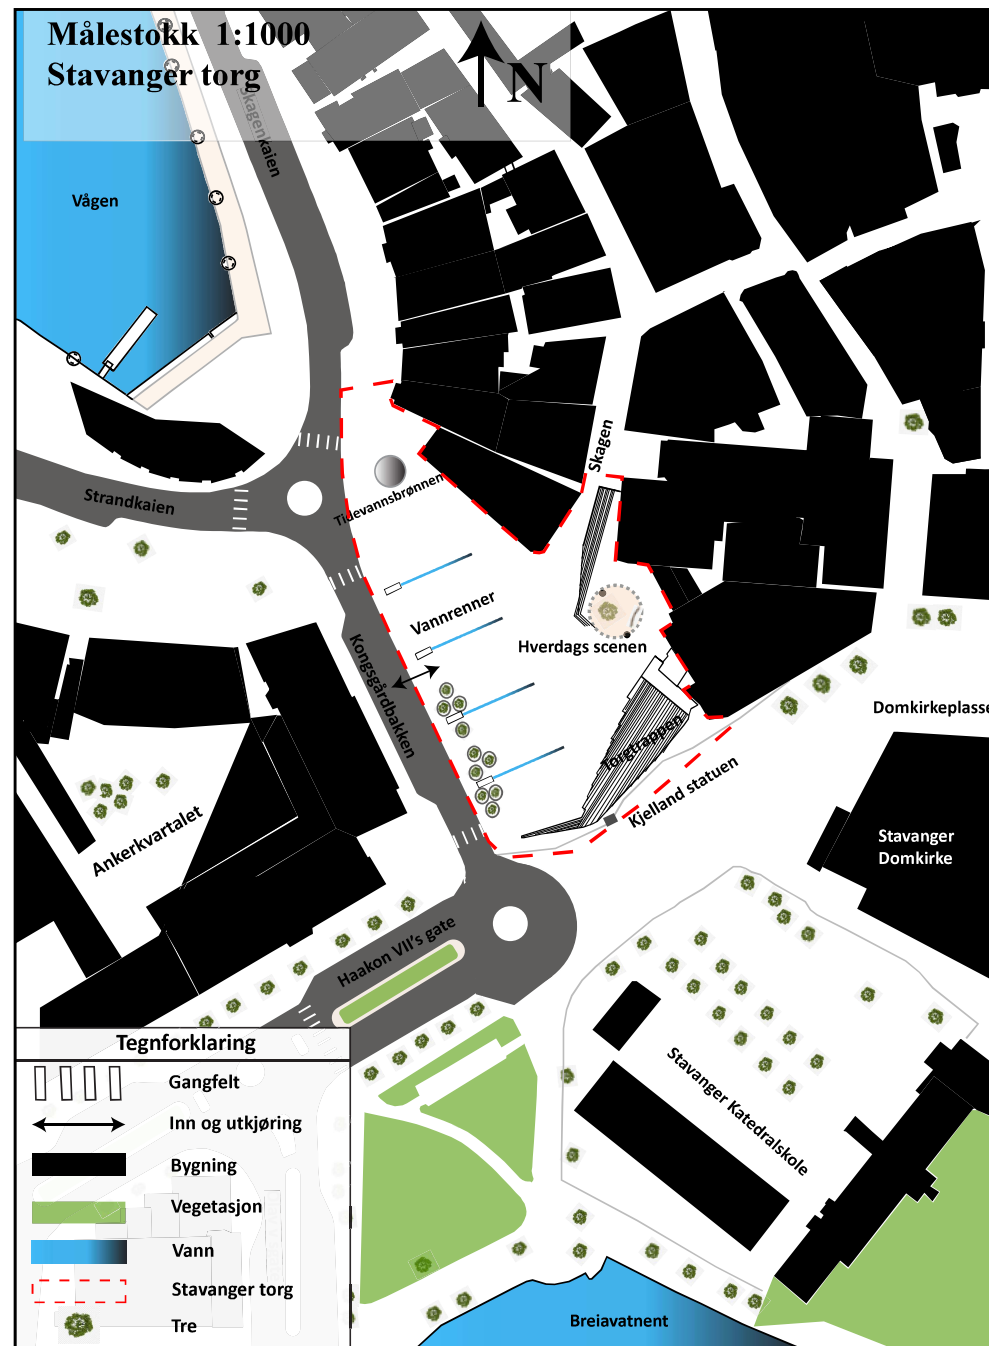 Målestokk 1:1000
Stavanger torg
N
Skagenkaien
Vågen
Skagen
Strandkaien
Tidevannsbrønnen
Vannrenner
Hverdags scenen
Kongsgårdbakken
Domkirkeplasse
Torgtrappen
Kjelland statuen
Ankerkvartalet
Stavanger
Domkirke
Haakon VII's gate
Stavanger Katedralskole
Tegnforklaring
Gangfelt
Inn og utkjøring
Bygning
Vegetasjon
Vann
Stavanger torg
Tre
Breiavatnent